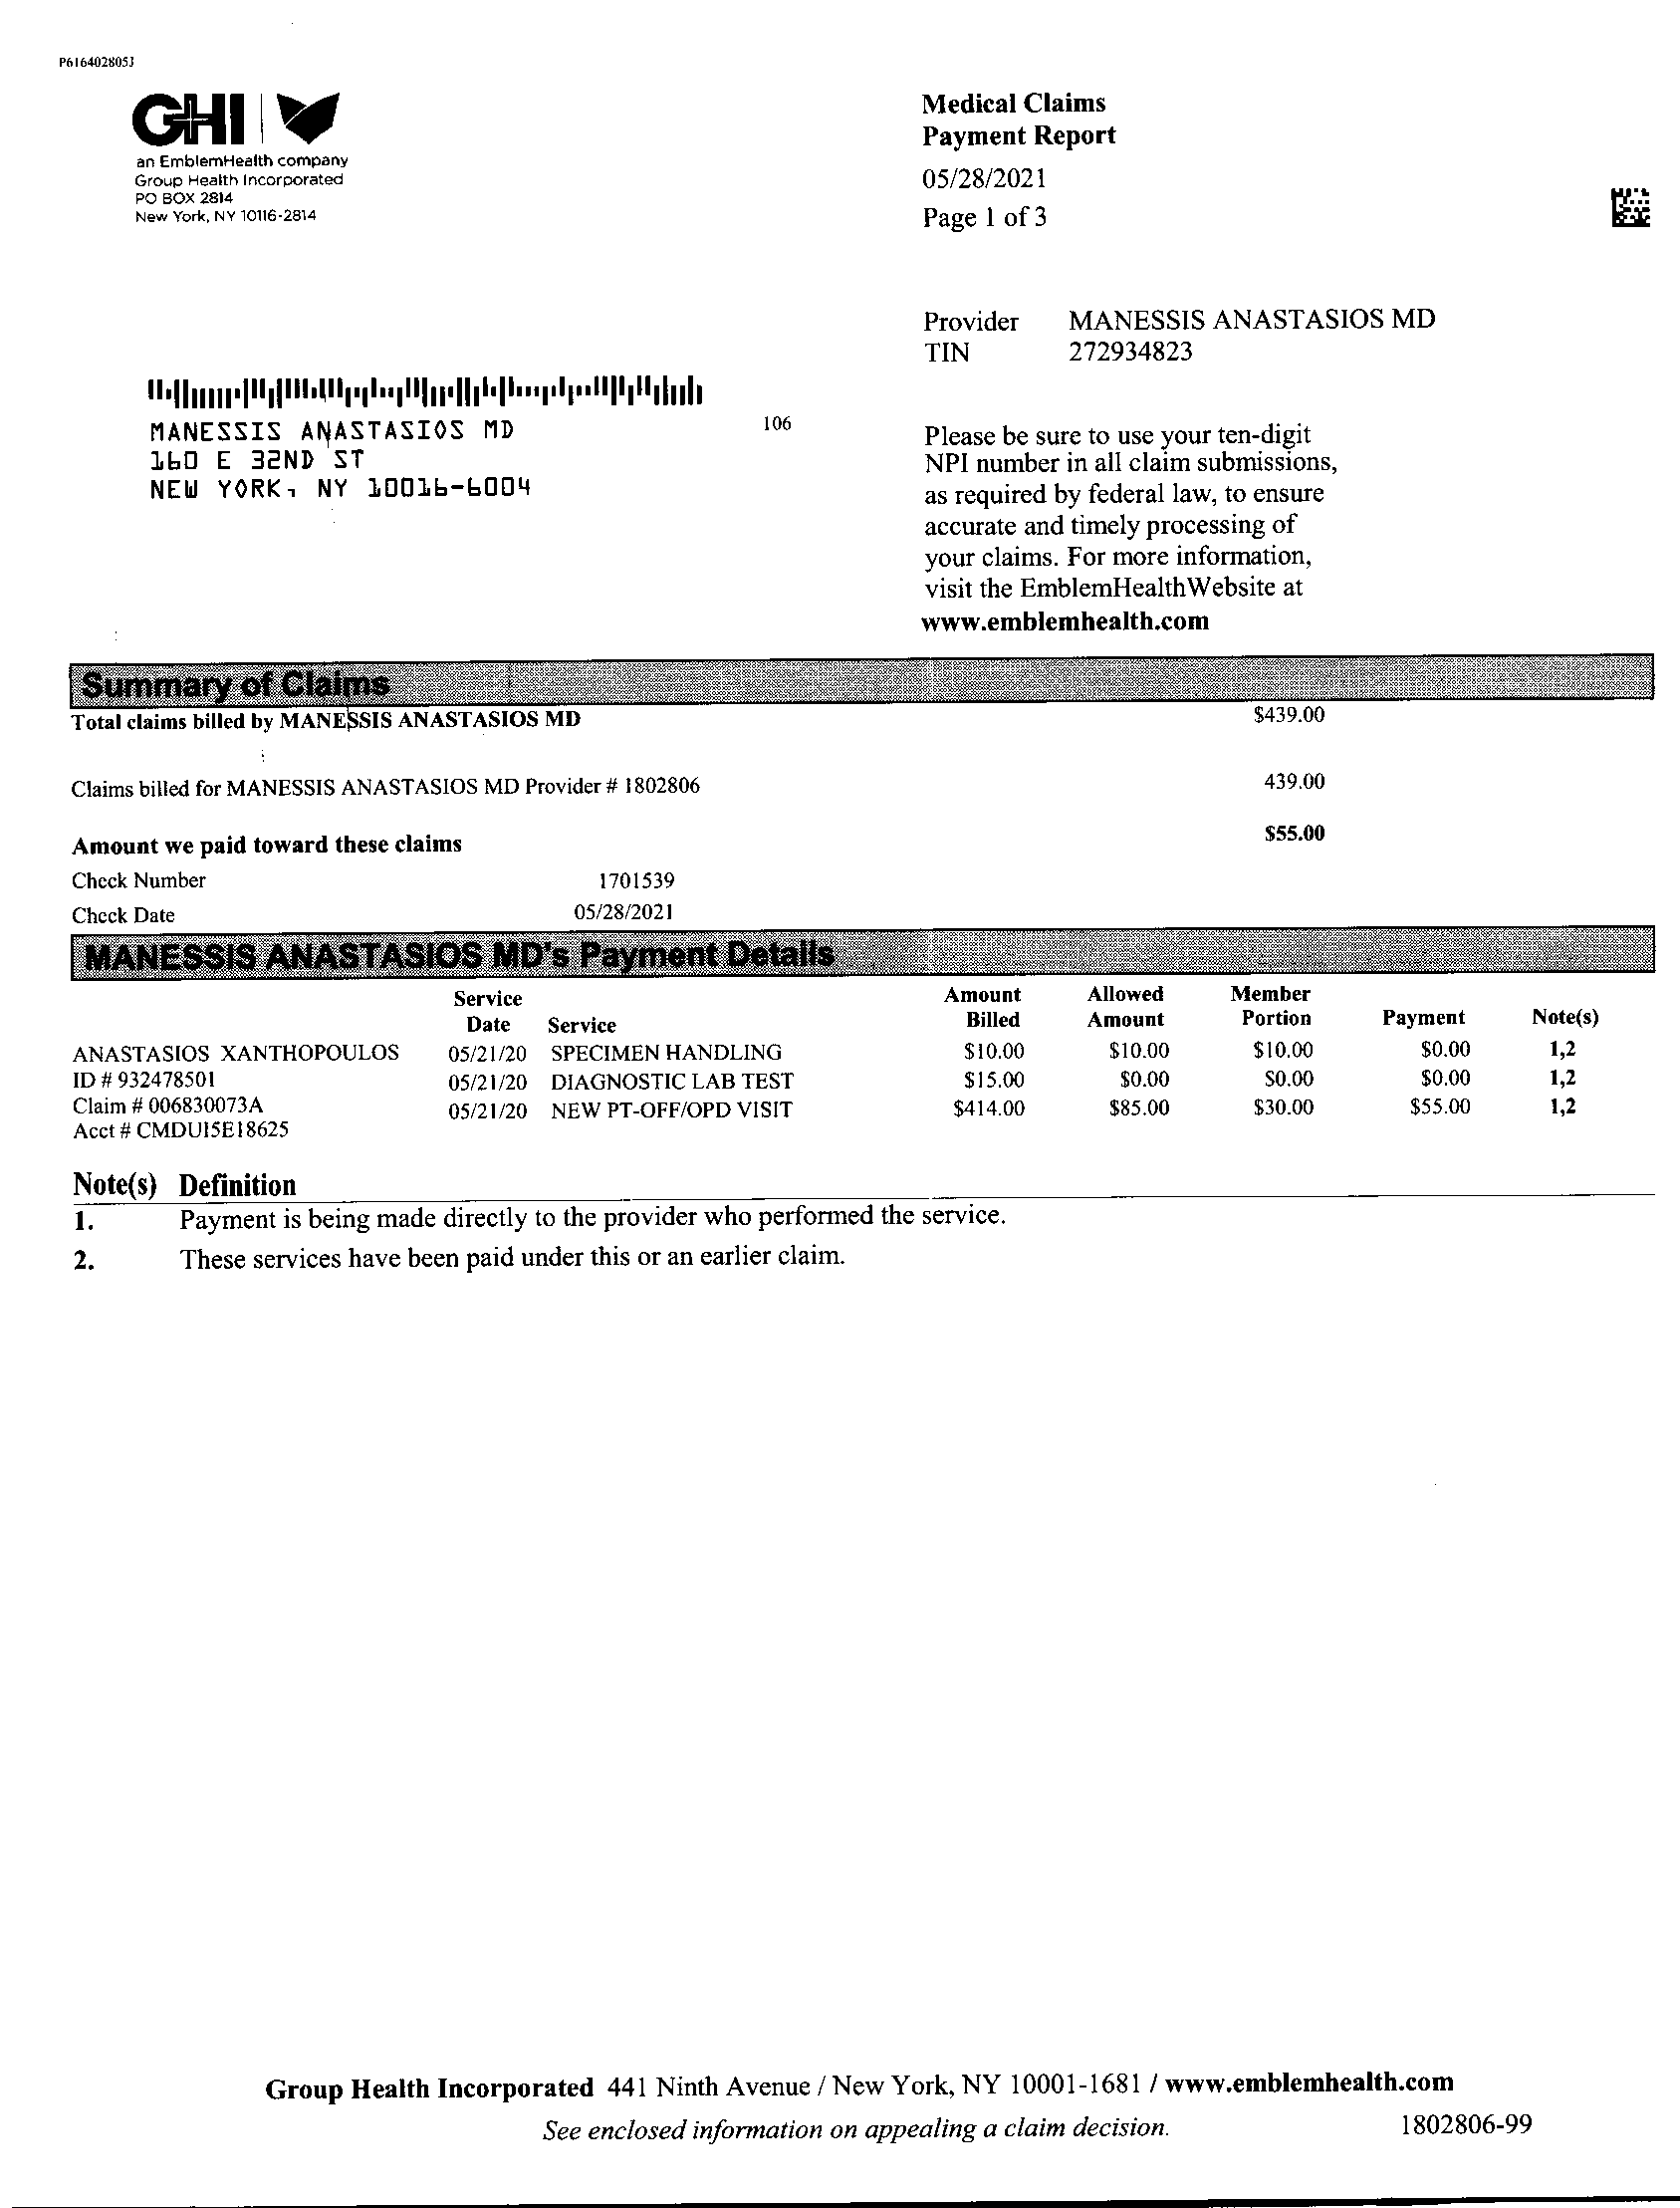 P616402805J
GHI
an EmblemHealth company
Group Health Incorporated
PO BOX 2814
New York, NY 10116-2814
Medical Claims
Payment Report
05/28/2021
Page 1 of 3
Provider MANESSIS ANASTASIOS MD
TIN 272934823
MANESSIS ANASTASIOS MD
160 E 32ND ST
NEW YORK, NY 10016-6004
106
Please be sure to use your ten-digit
NPI number in all claim submissions,
as required by federal law, to ensure
accurate and timely processing of
your claims. For more information,
visit the EmblemHealthWebsite at
www.emblemhealth.com
Summary of Claims
Total claims billed by MANESSIS ANASTASIOS MD $439.00
Claims billed for MANESSIS ANASTASIOS MD Provider # 1802806 439.00
Amount we paid toward these claims $55.00
Check Number 1701539
Check Date 05/28/2021
MANESSIS ANASTASIOS MD's Payment Details
Service Amount Allowed Member
Date Service Billed Amount Portion Payment Note(s)
ANASTASIOS XANTHOPOULOS 05/21/20 SPECIMEN HANDLING $10.00 $10.00 $10.00 $0.00 1,2
ID # 932478501 05/21/20 DIAGNOSTIC LAB TEST $15.00 $0.00 $0.00 $0.00 1,2
Claim # 006830073A 05/21/20 NEW PT-OFF/OPD VISIT $414.00 $85.00 $30.00 $55.00 1,2
Acct # CMDUI5E18625
Note(s) Definition
1. Payment is being made directly to the provider who performed the service.
2. These services have been paid under this or an earlier claim.
Group Health Incorporated 441 Ninth Avenue / New York, NY 10001-1681 / www.emblemhealth.com
See enclosed information on appealing a claim decision. 1802806-99